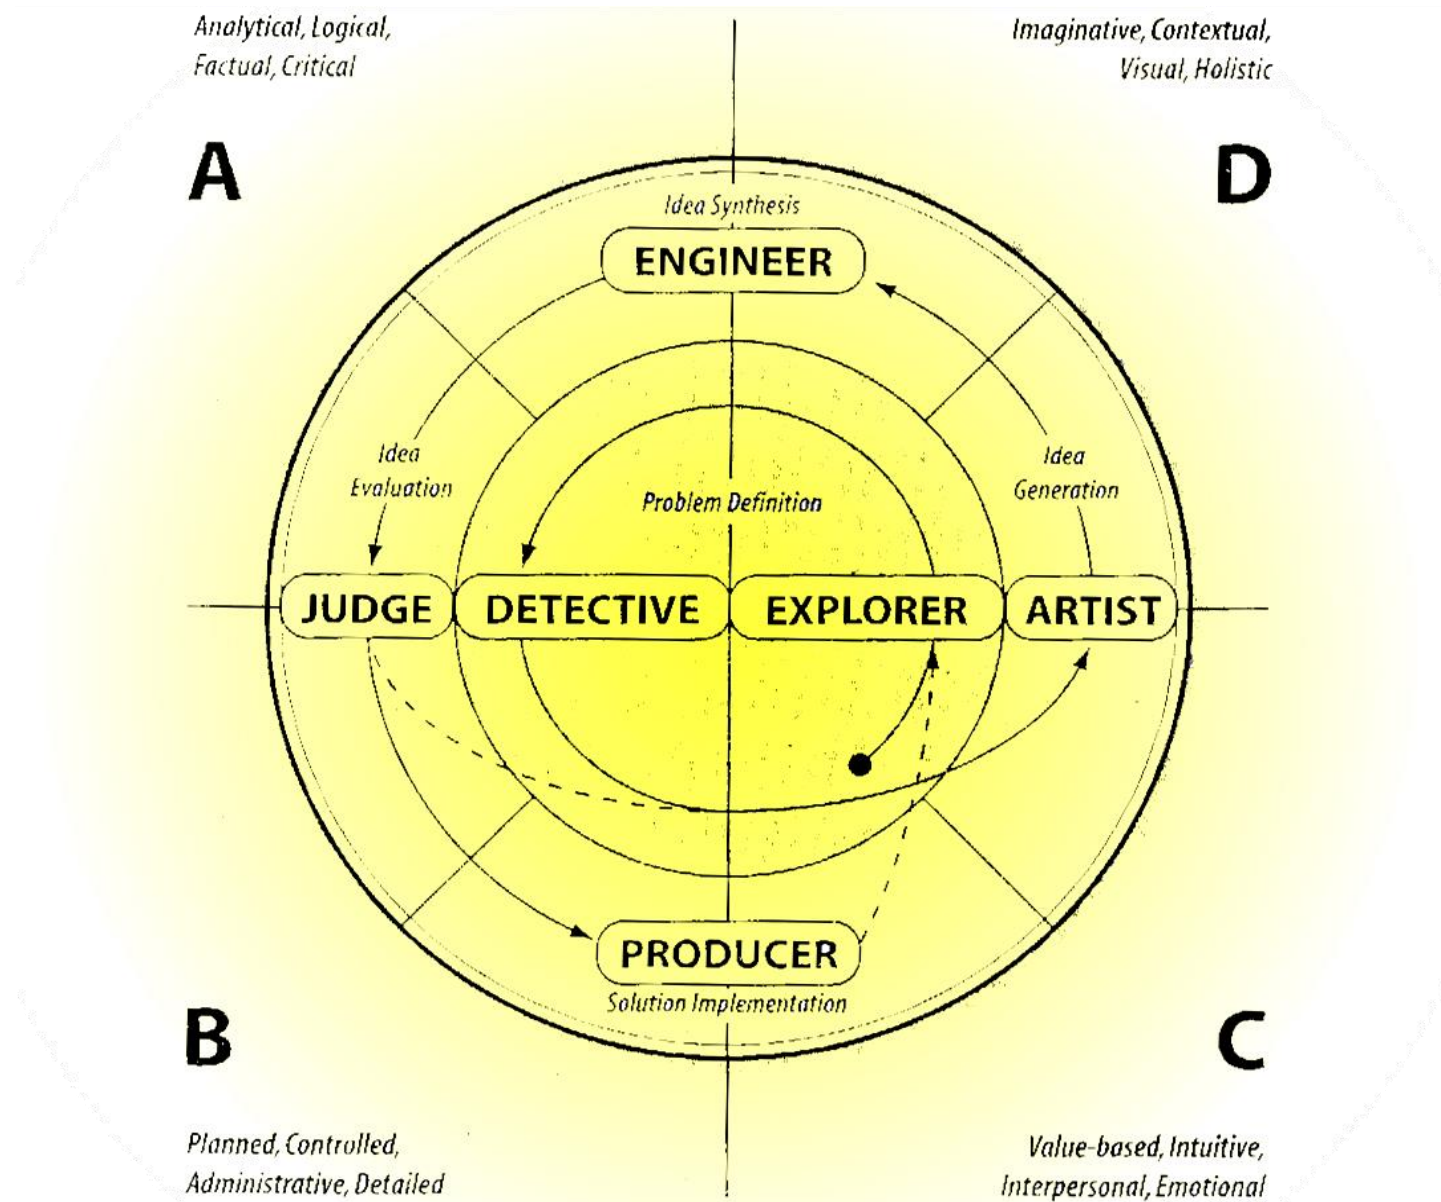 Analytical, Logical,
Factual, Critical
Imaginative, Contextual,
Visual, Holistic
A
D
Idea Synthesis
ENGINEER
Idea
Evaluation
Idea
Generation
Problem Definition
JUDGE
DETECTIVE
EXPLORER
ARTIST
PRODUCER
Solution Implementation
B
C
Planned, Controlled,
Administrative, Detailed
Value-based, Intuitive,
Interpersonal, Emotional